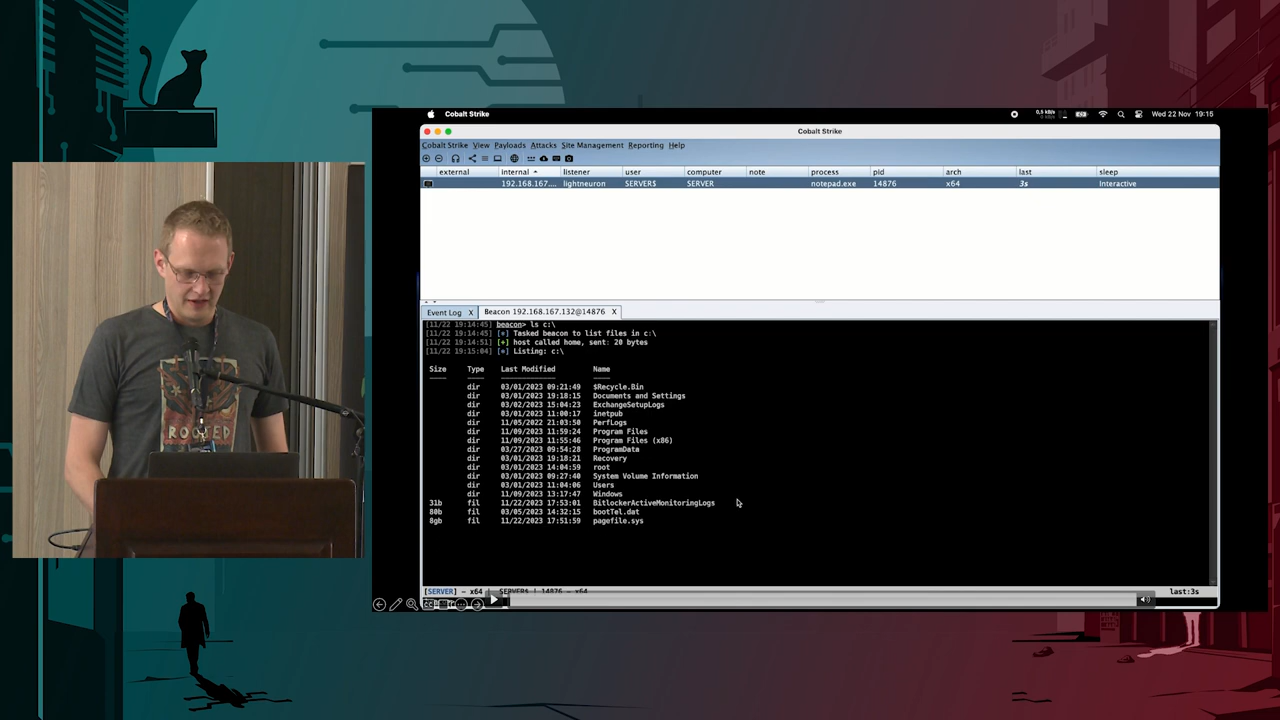 Cobalt Strike
0,5 kB/s
0 kB/s
Wed 22 Nov 19:15
Cobalt Strike
Cobalt Strike View Payloads Attacks Site Management Reporting Help
external internal listener user computer note process pid arch last sleep
192.168.167.... lightneuron SERVER$ SERVER notepad.exe 14876 x64 3s Interactive
Event Log X Beacon 192.168.167.132@14876 X
[11/22 19:14:45] beacon> ls c:\
[11/22 19:14:45] [*] Tasked beacon to list files in c:\
[11/22 19:14:51] [+] host called home, sent: 20 bytes
[11/22 19:15:04] [*] Listing: c:\
Size Type Last Modified Name
---- ---- ------------- ----
dir 03/01/2023 09:21:49 $Recycle.Bin
dir 03/01/2023 19:18:15 Documents and Settings
dir 03/02/2023 15:04:23 ExchangeSetupLogs
dir 03/01/2023 11:00:17 inetpub
dir 11/05/2022 21:03:50 PerfLogs
dir 11/09/2023 11:59:24 Program Files
dir 11/09/2023 11:55:46 Program Files (x86)
dir 03/27/2023 09:54:28 ProgramData
dir 03/01/2023 19:18:21 Recovery
dir 03/01/2023 14:04:59 root
dir 03/01/2023 09:27:40 System Volume Information
dir 03/01/2023 11:04:06 Users
dir 11/09/2023 13:17:47 Windows
31b fil 11/22/2023 17:53:01 BitlockerActiveMonitoringLogs
80b fil 03/05/2023 14:32:15 bootTel.dat
8gb fil 11/22/2023 17:51:59 pagefile.sys
[SERVER] – x64 | SERVER$ | 14876 – x64 last:3s
ROOTED